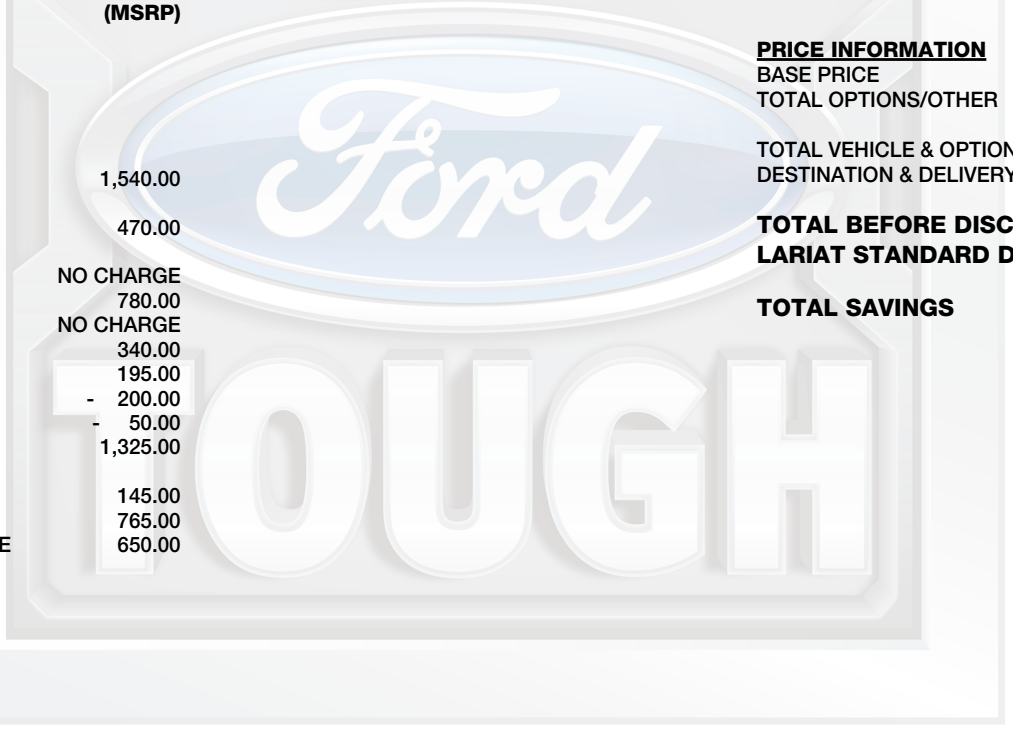 (MSRP)
1,540.00
470.00
NO CHARGE
780.00
NO CHARGE
340.00
195.00
- 200.00
- 50.00
1,325.00
145.00
765.00
E 650.00
PRICE INFORMATION
BASE PRICE
TOTAL OPTIONS/OTHER
TOTAL VEHICLE & OPTION
DESTINATION & DELIVERY
TOTAL BEFORE DISC
LARIAT STANDARD D
TOTAL SAVINGS
Ford
TOUGH